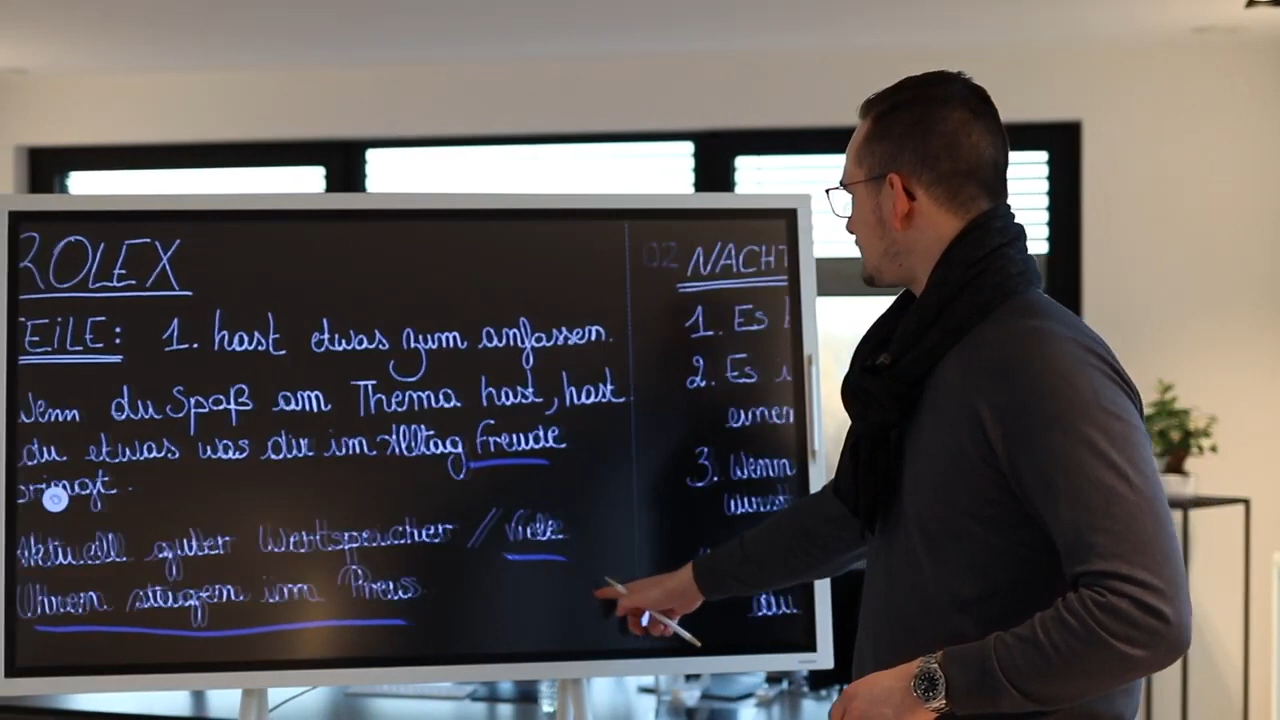 ROLEX
TEILE: 1. hast etwas zum anfassen.
Wenn du Spaß am Thema hast, hast
du etwas was dir im Alltag Freude
bringt.
Aktuell guter Wertspeicher // Viele
Uhren steigen im Preis.
02 NACHT
1. Es
2. Es
einen
3. Wenn
du